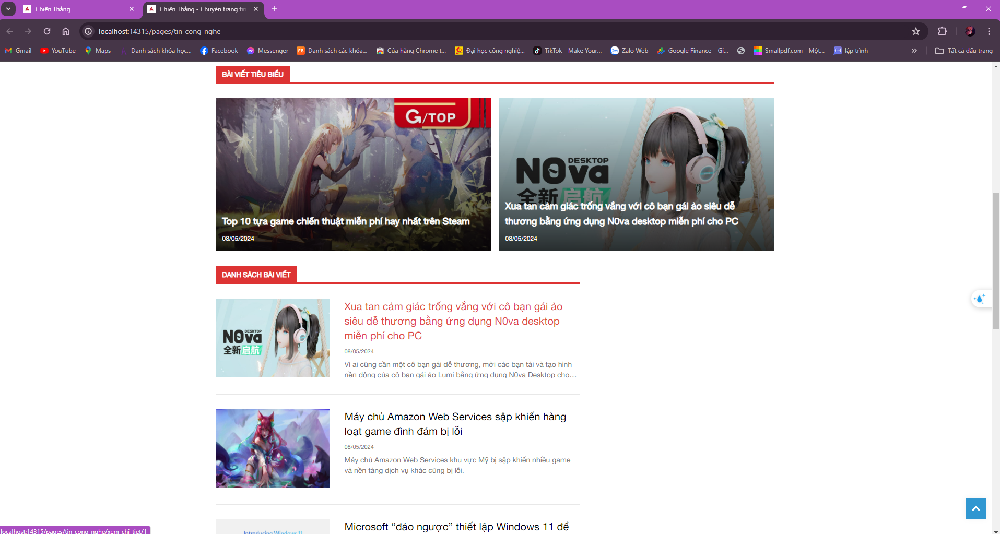 Chiến Thắng
Chiến Thắng - Chuyên trang tin
localhost:14315/pages/tin-cong-nghe
Gmail
YouTube
Maps
Danh sách khóa học...
Facebook
Messenger
Danh sách các khóa...
Cửa hàng Chrome t...
Đại học công nghiệ...
TikTok - Make Your...
Zalo Web
Google Finance – Gi...
Smallpdf.com - Một...
lập trình
Tất cả dấu trang
BÀI VIẾT TIÊU BIỂU
G/TOP
Top 10 tựa game chiến thuật miễn phí hay nhất trên Steam
08/05/2024
N0va DESKTOP
全新 启航
Xua tan cảm giác trống vắng với cô bạn gái ảo siêu dễ
thương bằng ứng dụng N0va desktop miễn phí cho PC
08/05/2024
DANH SÁCH BÀI VIẾT
N0va DESKTOP
全新 启航
Xua tan cảm giác trống vắng với cô bạn gái ảo
siêu dễ thương bằng ứng dụng N0va desktop
miễn phí cho PC
08/05/2024
Vì ai cũng cần một cô bạn gái dễ thương, mời các bạn tải và tạo hình
nền động của cô bạn gái ảo Lumi bằng ứng dụng N0va Desktop cho...
Máy chủ Amazon Web Services sập khiến hàng
loạt game đình đám bị lỗi
08/05/2024
Máy chủ Amazon Web Services khu vực Mỹ bị sập khiến nhiều game
và nền tảng dịch vụ khác cũng bị lỗi.
Introducing Windows 11
Microsoft “đảo ngược” thiết lập Windows 11 để
localhost:14315/pages/tin-cong-nghe/xem-chi-tiet/1